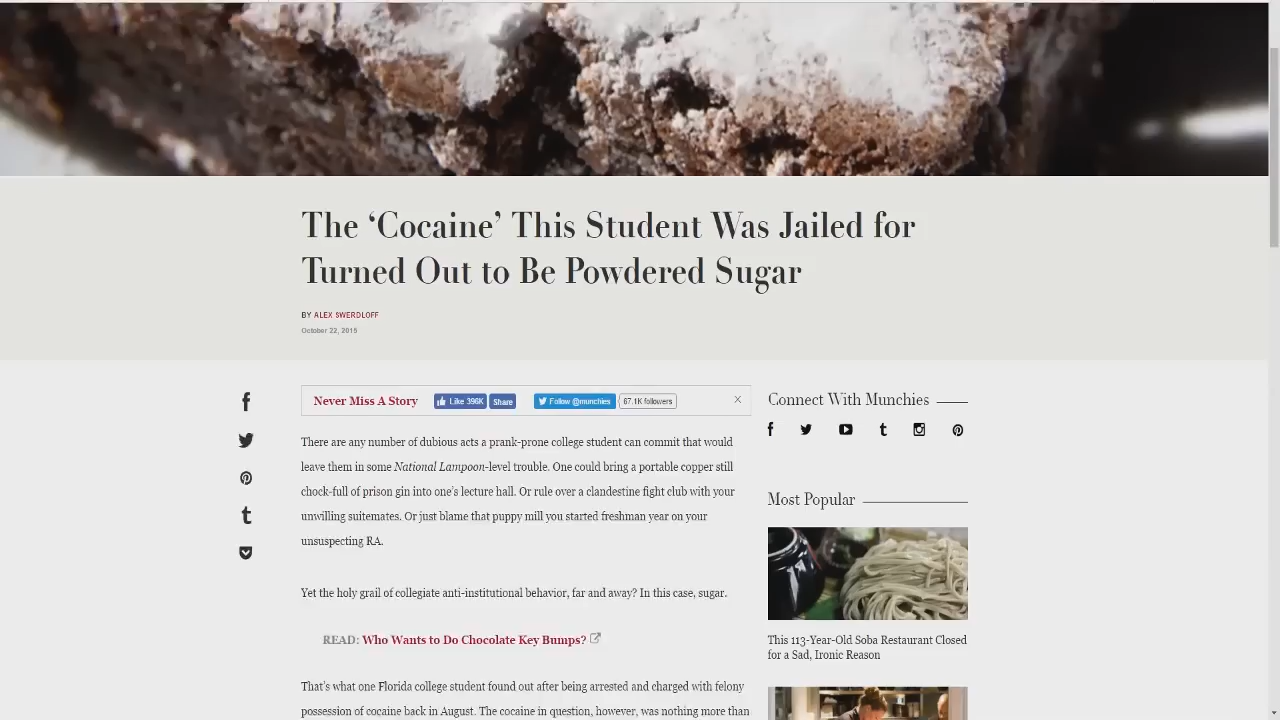 The ‘Cocaine’ This Student Was Jailed for
Turned Out to Be Powdered Sugar
BY ALEX SWERDLOFF
October 22, 2015
Never Miss A Story
Like 396K
Share
Follow @munchies
67.1K followers
There are any number of dubious acts a prank-prone college student can commit that would
leave them in some National Lampoon-level trouble. One could bring a portable copper still
chock-full of prison gin into one’s lecture hall. Or rule over a clandestine fight club with your
unwilling suitemates. Or just blame that puppy mill you started freshman year on your
unsuspecting RA.
Yet the holy grail of collegiate anti-institutional behavior, far and away? In this case, sugar.
READ: Who Wants to Do Chocolate Key Bumps?
That’s what one Florida college student found out after being arrested and charged with felony
possession of cocaine back in August. The cocaine in question, however, was nothing more than
Connect With Munchies
Most Popular
This 113-Year-Old Soba Restaurant Closed
for a Sad, Ironic Reason